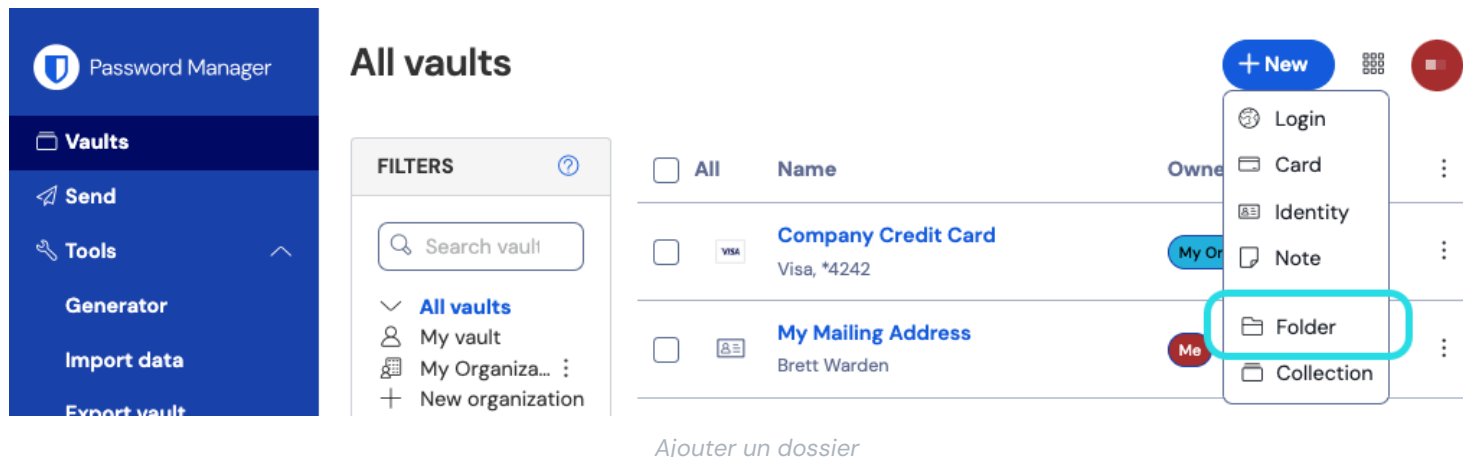 Password Manager
Vaults
Send
Tools
Generator
Import data
Export vault
All vaults
New
FILTERS
Search vault
All vaults
My vault
My Organiza...
New organization
All Name Owne
VISA
Company Credit Card
Visa, *4242
My Or
My Mailing Address
Brett Warden
Me
Login
Card
Identity
Note
Folder
Collection
Ajouter un dossier